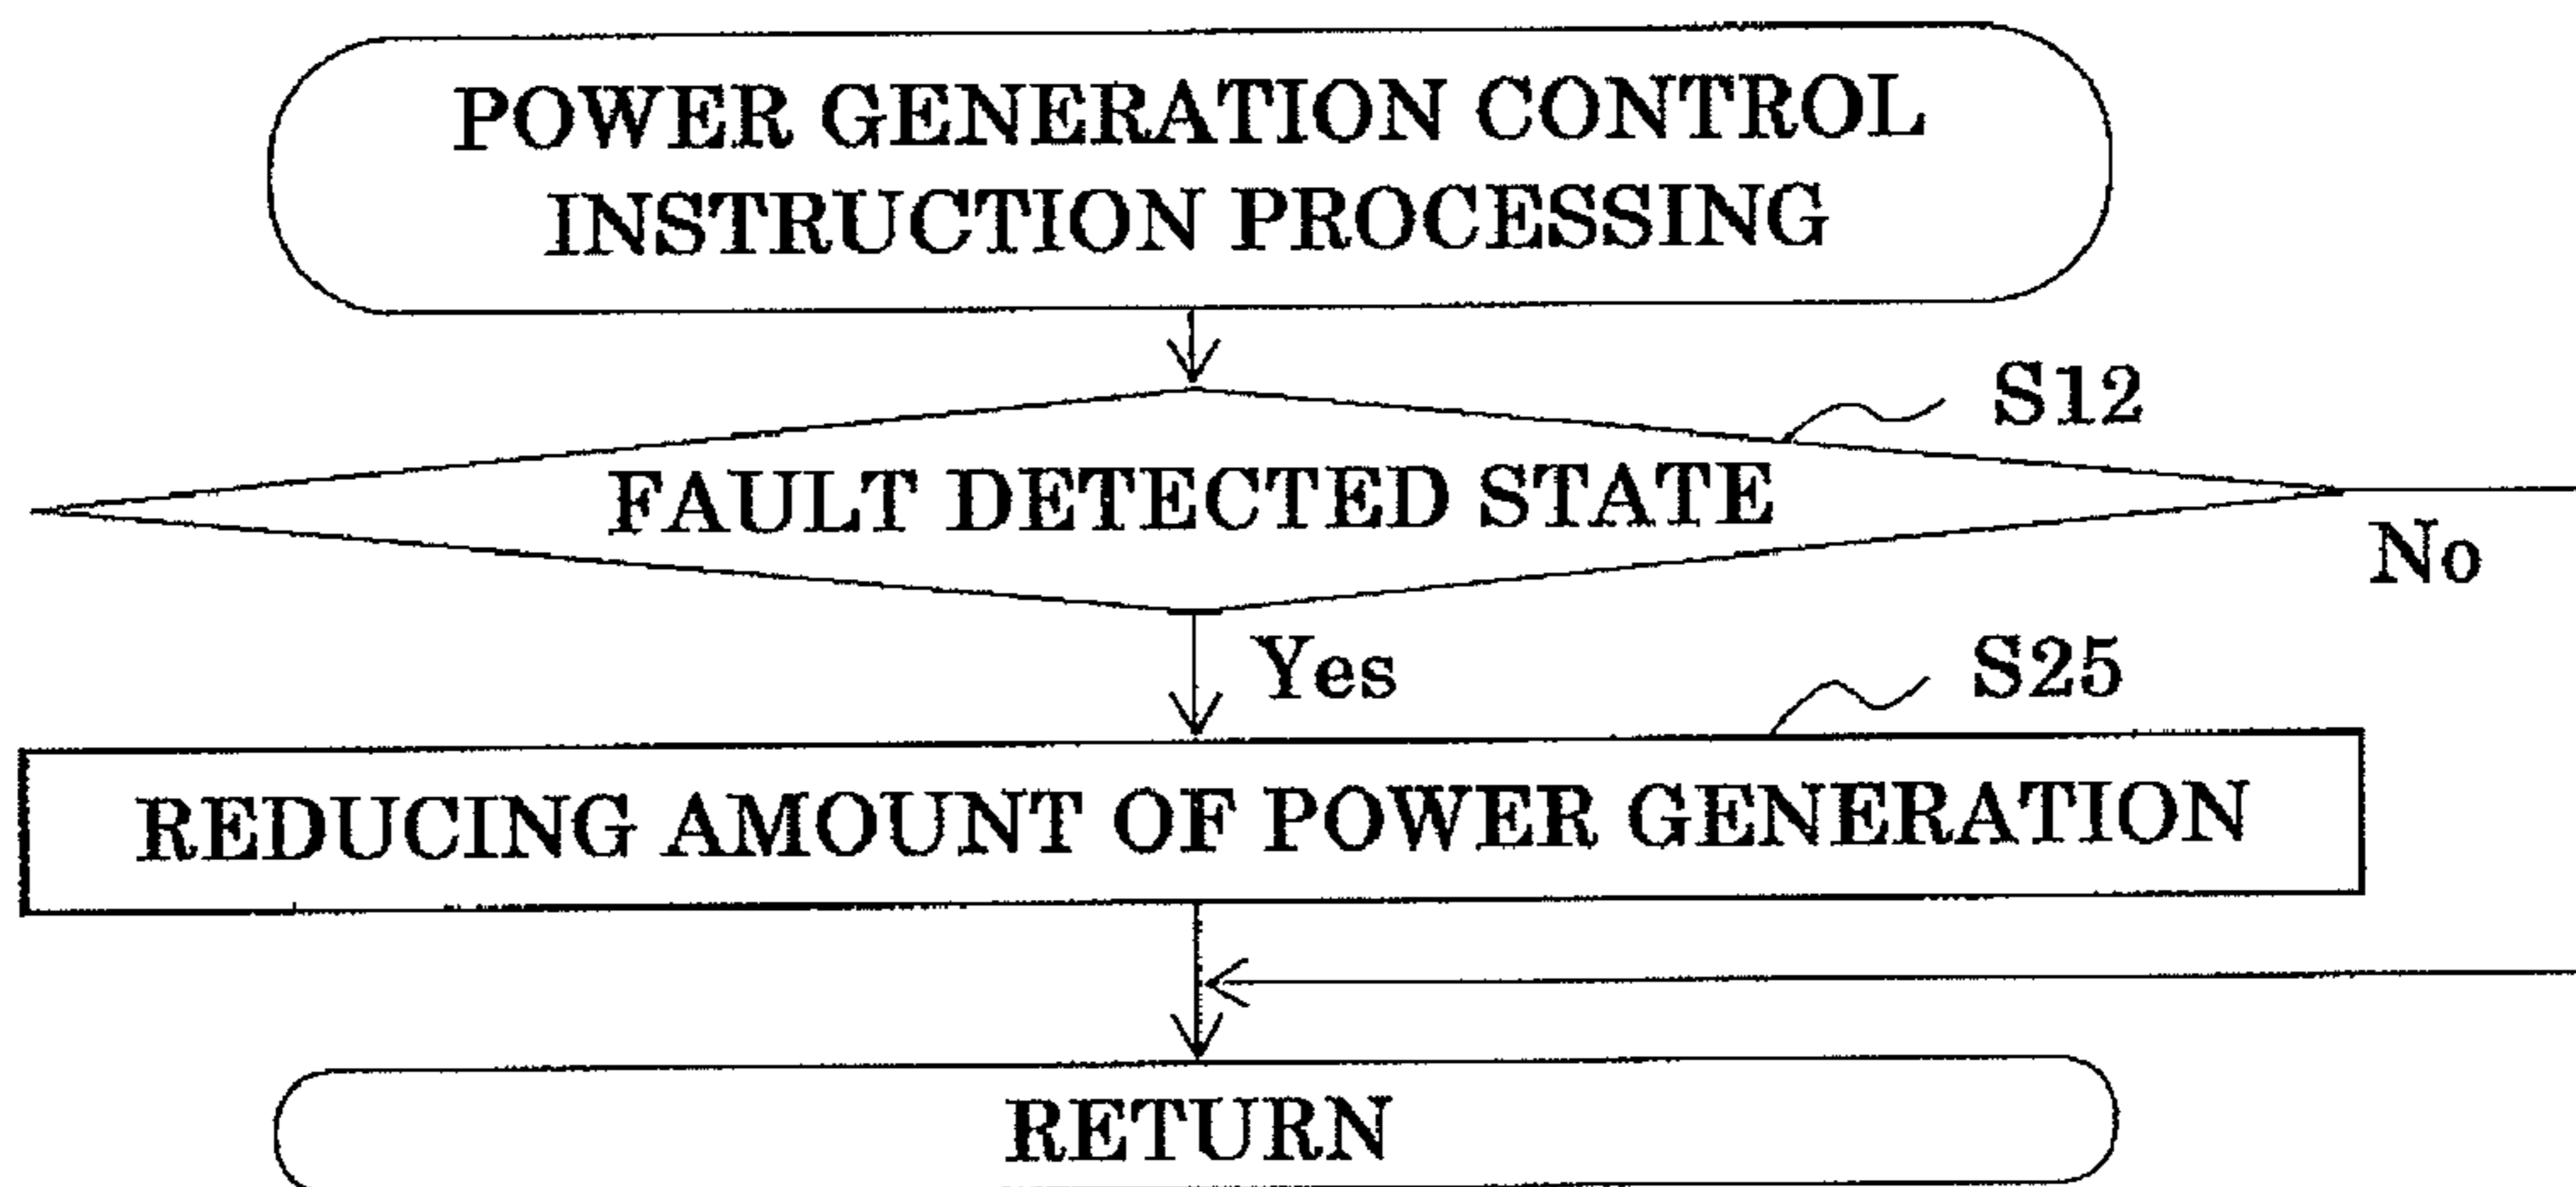 POWER GENERATION CONTROL
INSTRUCTION PROCESSING
S12
FAULT DETECTED STATE
No
Yes
S25
REDUCING AMOUNT OF POWER GENERATION
RETURN